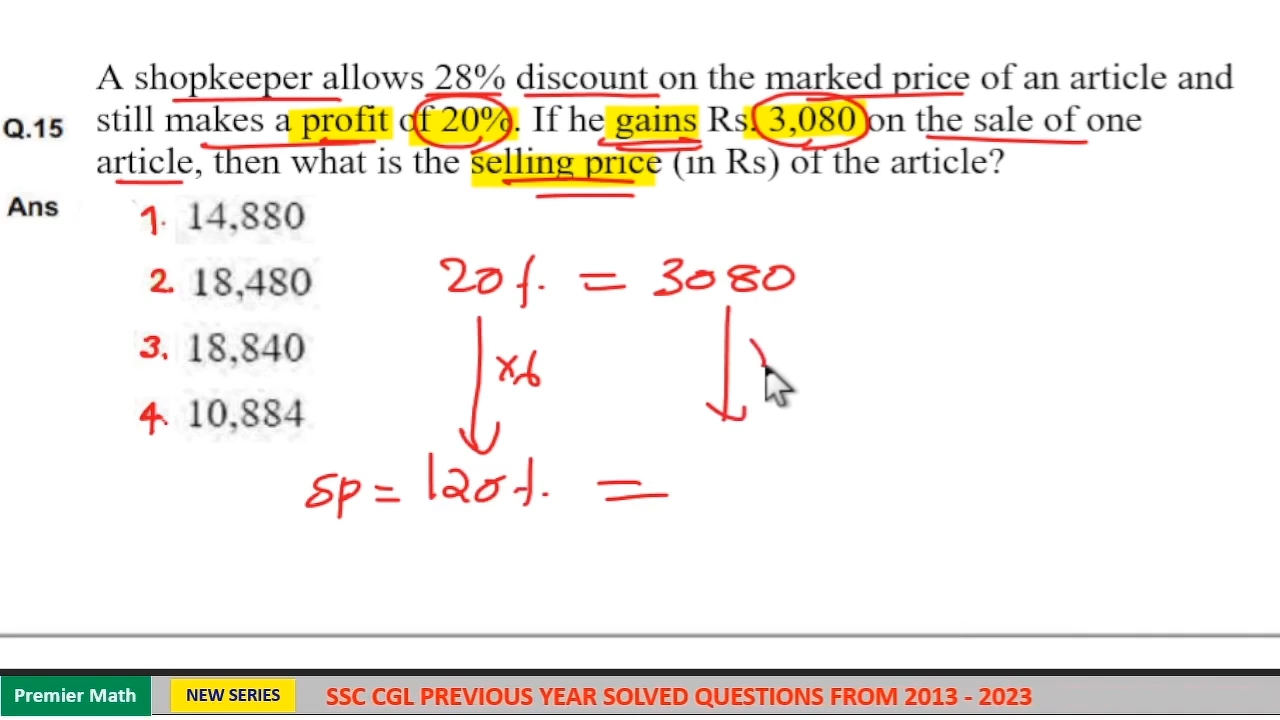 A shopkeeper allows 28% discount on the marked price of an article and
Q.15 still makes a profit of 20%. If he gains Rs. 3,080 on the sale of one
article, then what is the selling price (in Rs) of the article?
Ans
1. 14,880
2. 18,480
3. 18,840
4. 10,884
20%. = 3080
×6
SP = 120%. =
Premier Math
NEW SERIES
SSC CGL PREVIOUS YEAR SOLVED QUESTIONS FROM 2013 - 2023